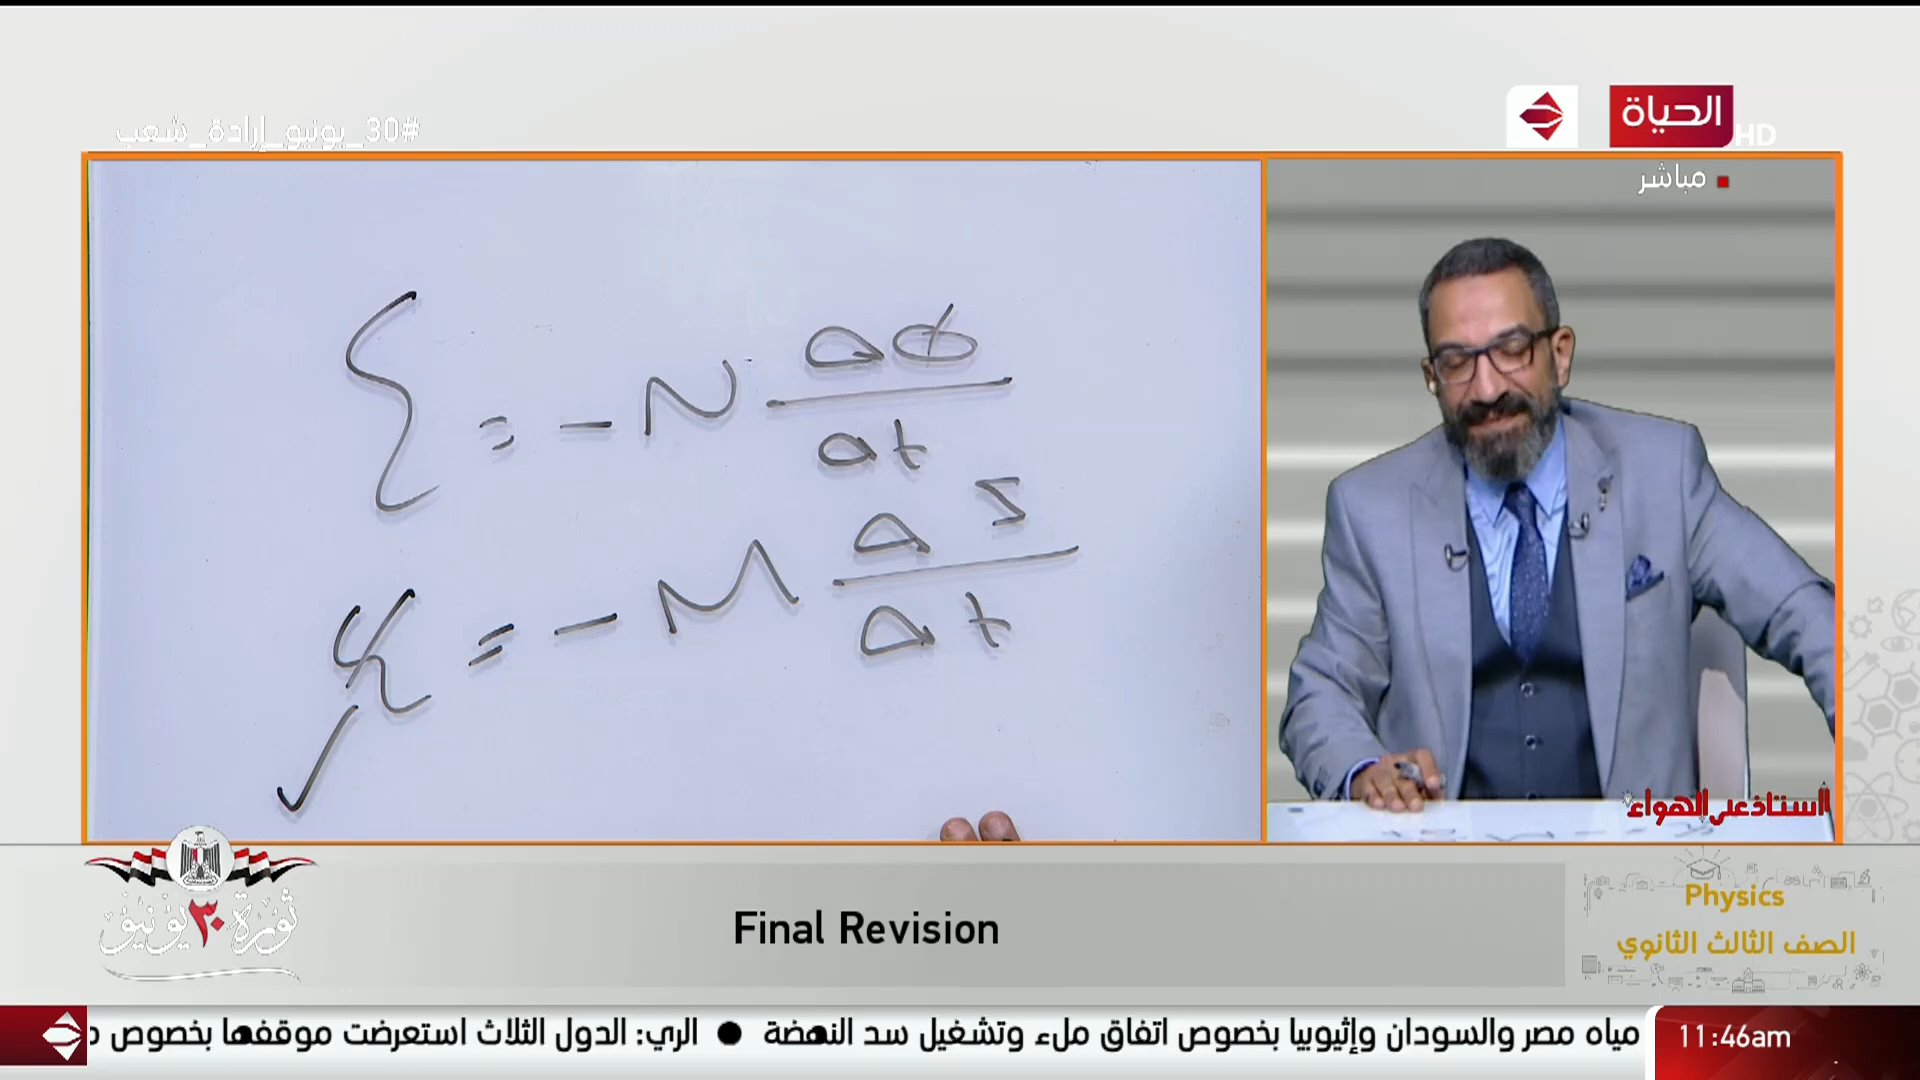 #30_يونيو_إرادة_شعب
الحياة
HD
مباشر
ξ = - N ΔΦ / Δt
ξ = - M ΔI / Δt
أستاذ على الهواء
ثورة ٣٠ يونيو
Final Revision
Physics
الصف الثالث الثانوي
مياه مصر والسودان وإثيوبيا بخصوص اتفاق ملء وتشغيل سد النهضة ● الري: الدول الثلاث استعرضت موقفها بخصوص
11:46am